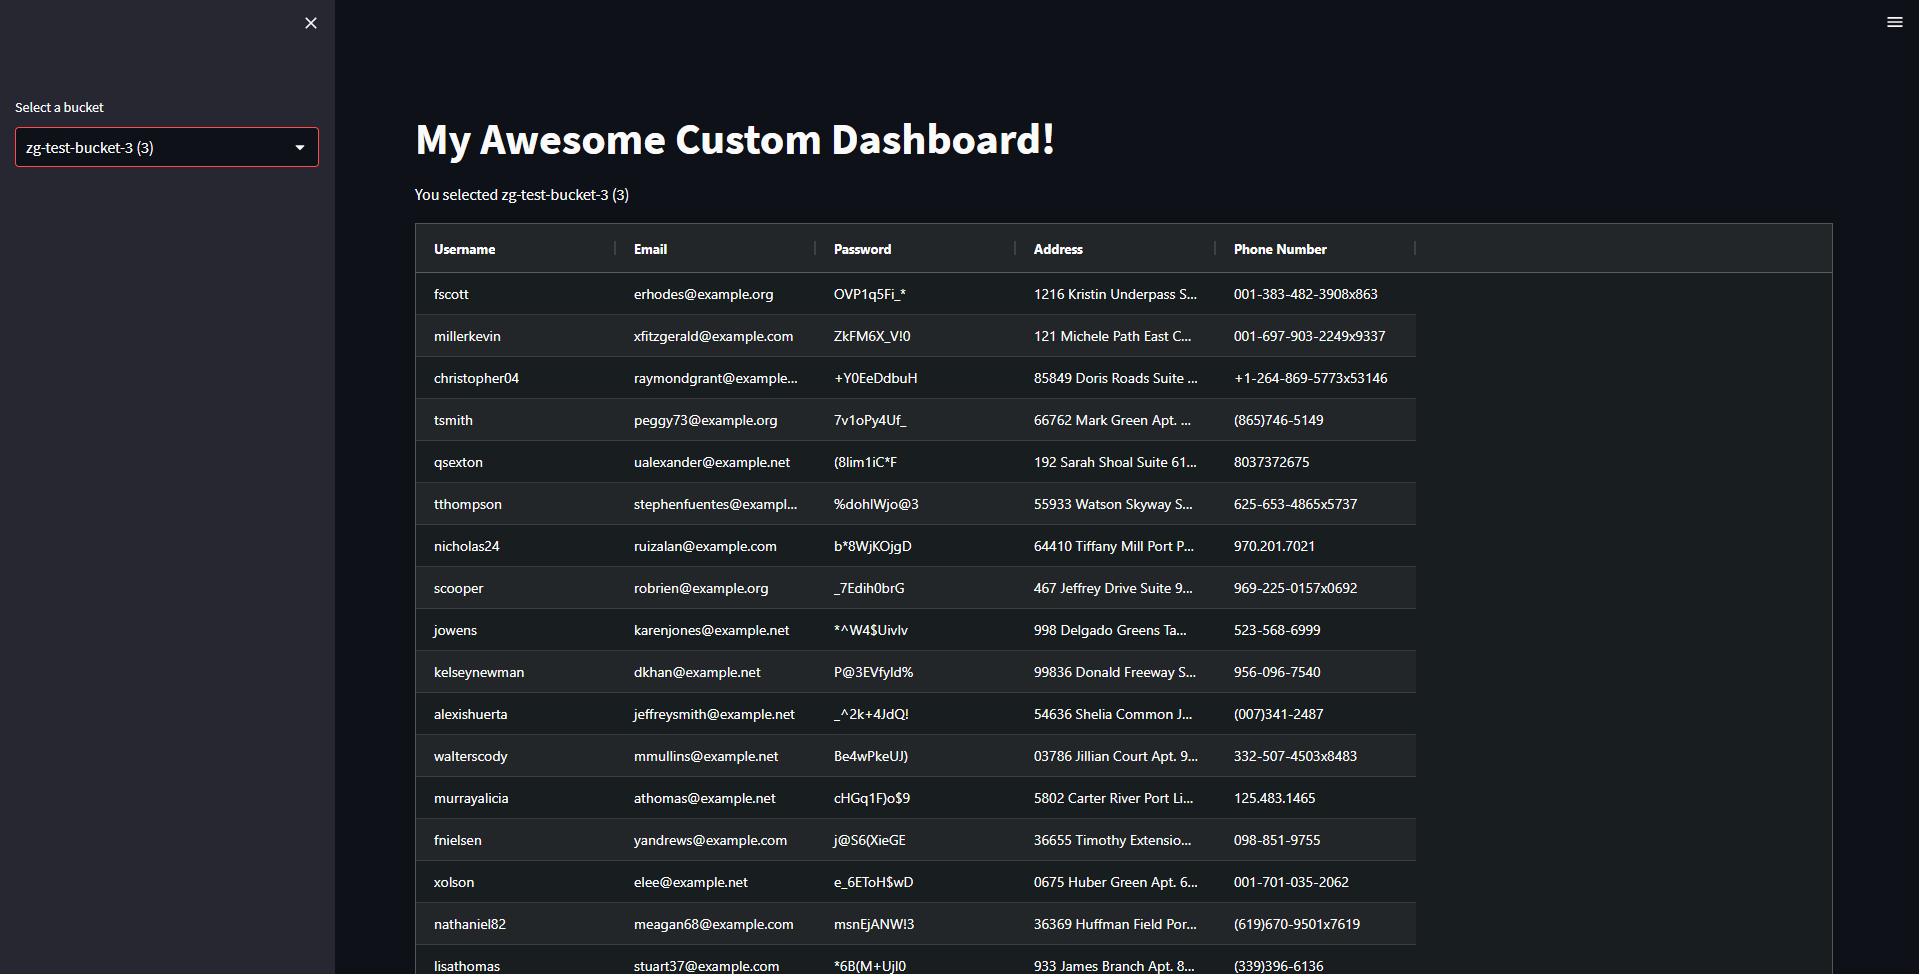 Select a bucket
zg-test-bucket-3 (3)
My Awesome Custom Dashboard!
You selected zg-test-bucket-3 (3)
Username Email Password Address Phone Number
fscott erhodes@example.org OVP1q5Fi_* 1216 Kristin Underpass S... 001-383-482-3908x863
millerkevin xfitzgerald@example.com ZkFM6X_V!0 121 Michele Path East C... 001-697-903-2249x9337
christopher04 raymondgrant@example... +Y0EeDdbuH 85849 Doris Roads Suite ... +1-264-869-5773x53146
tsmith peggy73@example.org 7v1oPy4Uf_ 66762 Mark Green Apt. ... (865)746-5149
qsexton ualexander@example.net (8lim1iC*F 192 Sarah Shoal Suite 61... 8037372675
tthompson stephenfuentes@exampl... %dohlWjo@3 55933 Watson Skyway S... 625-653-4865x5737
nicholas24 ruizalan@example.com b*8WjKOjgD 64410 Tiffany Mill Port P... 970.201.7021
scooper robrien@example.org _7Edih0brG 467 Jeffrey Drive Suite 9... 969-225-0157x0692
jowens karenjones@example.net *^W4$Uivlv 998 Delgado Greens Ta... 523-568-6999
kelseynewman dkhan@example.net P@3EVfyld% 99836 Donald Freeway S... 956-096-7540
alexishuerta jeffreysmith@example.net _^2k+4JdQ! 54636 Shelia Common J... (007)341-2487
walterscody mmullins@example.net Be4wPkeUJ) 03786 Jillian Court Apt. 9... 332-507-4503x8483
murrayalicia athomas@example.net cHGq1F)o$9 5802 Carter River Port Li... 125.483.1465
fnielsen yandrews@example.com j@S6(XieGE 36655 Timothy Extensio... 098-851-9755
xolson elee@example.net e_6EToH$wD 0675 Huber Green Apt. 6... 001-701-035-2062
nathaniel82 meagan68@example.com msnEjANW!3 36369 Huffman Field Por... (619)670-9501x7619
lisathomas stuart37@example.com *6B(M+UjI0 933 James Branch Apt. 8... (339)396-6136